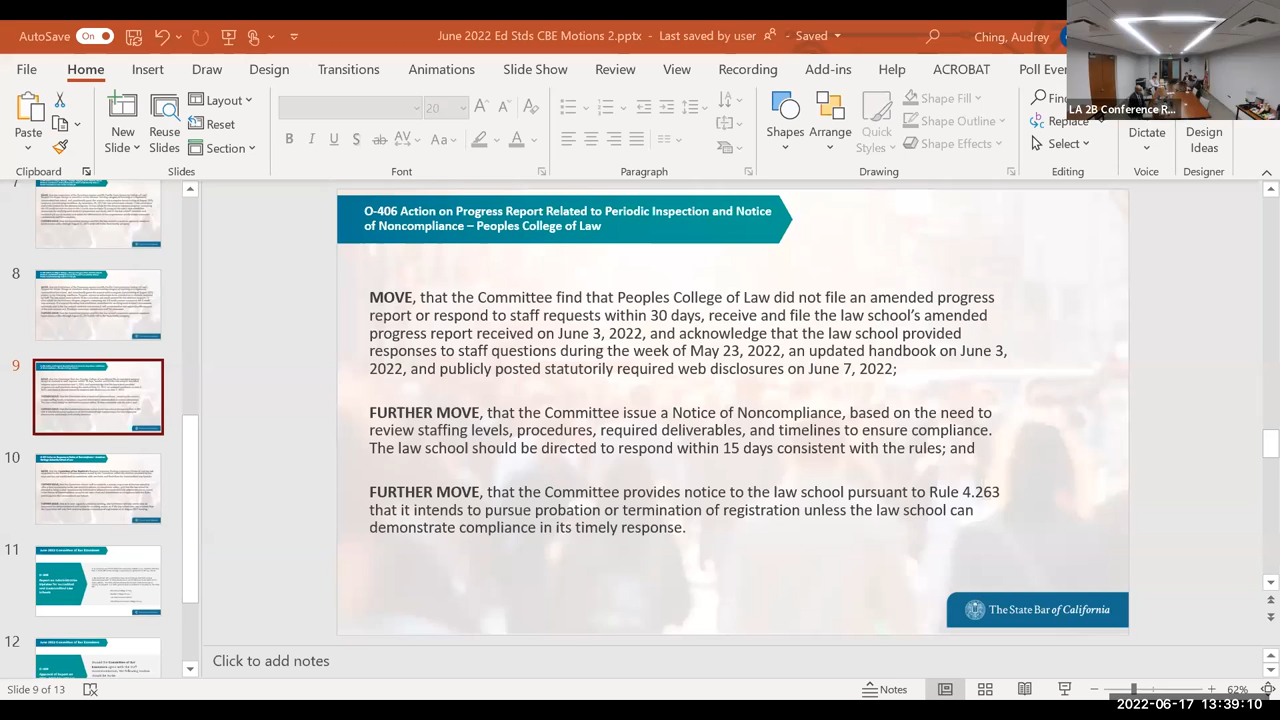 AutoSave On June 2022 Ed Stds CBE Motions 2.pptx - Last saved by user Saved Ching, Audrey
File Home Insert Draw Design Transitions Animations Slide Show Review View Recording Add-ins Help ACROBAT Poll Ever
Paste
New
Slide
Reuse
Slides
Layout
Reset
Section
20
B I U S ab AV Aa A
Shapes Arrange
Quick
Styles
Shape Fill
Shape Outline
Shape Effects
Find
Replace
Select
Dictate
Design
Ideas
LA 2B Conference R...
Clipboard Slides Font Paragraph Drawing Editing Voice Designer
8
9
10
11
12
O-406 Action on Progress Report Related to Periodic Inspection and N
of Noncompliance – Peoples College of Law
MOVE, that the Committee find that Peoples College of Law did not file an amended progress
report or respond to staff requests within 30 days, receive and file the law school's amended
progress report received on June 3, 2022, and acknowledge that the law school provided
responses to staff questions during the week of May 23, 2022, an updated handbook on June 3,
2022, and publicly posted statutorily required web disclosures on June 7, 2022;
FURTHER MOVE, that the Committee issue a Notice of Noncompliance, based on the need to
review staffing levels, procedures, required deliverables, and timelines to ensure compliance.
The law school should be directed to respond within 15 days consistent with the rules; and
FURTHER MOVE, that the Committee provides notice to the law school pursuant to rule 4.263
that it intends to pursue probation or termination of registration unless the law school can
demonstrate compliance in its timely response.
The State Bar of California
Click to add notes
Slide 9 of 13 Notes 62%
2022-06-17 13:39:10